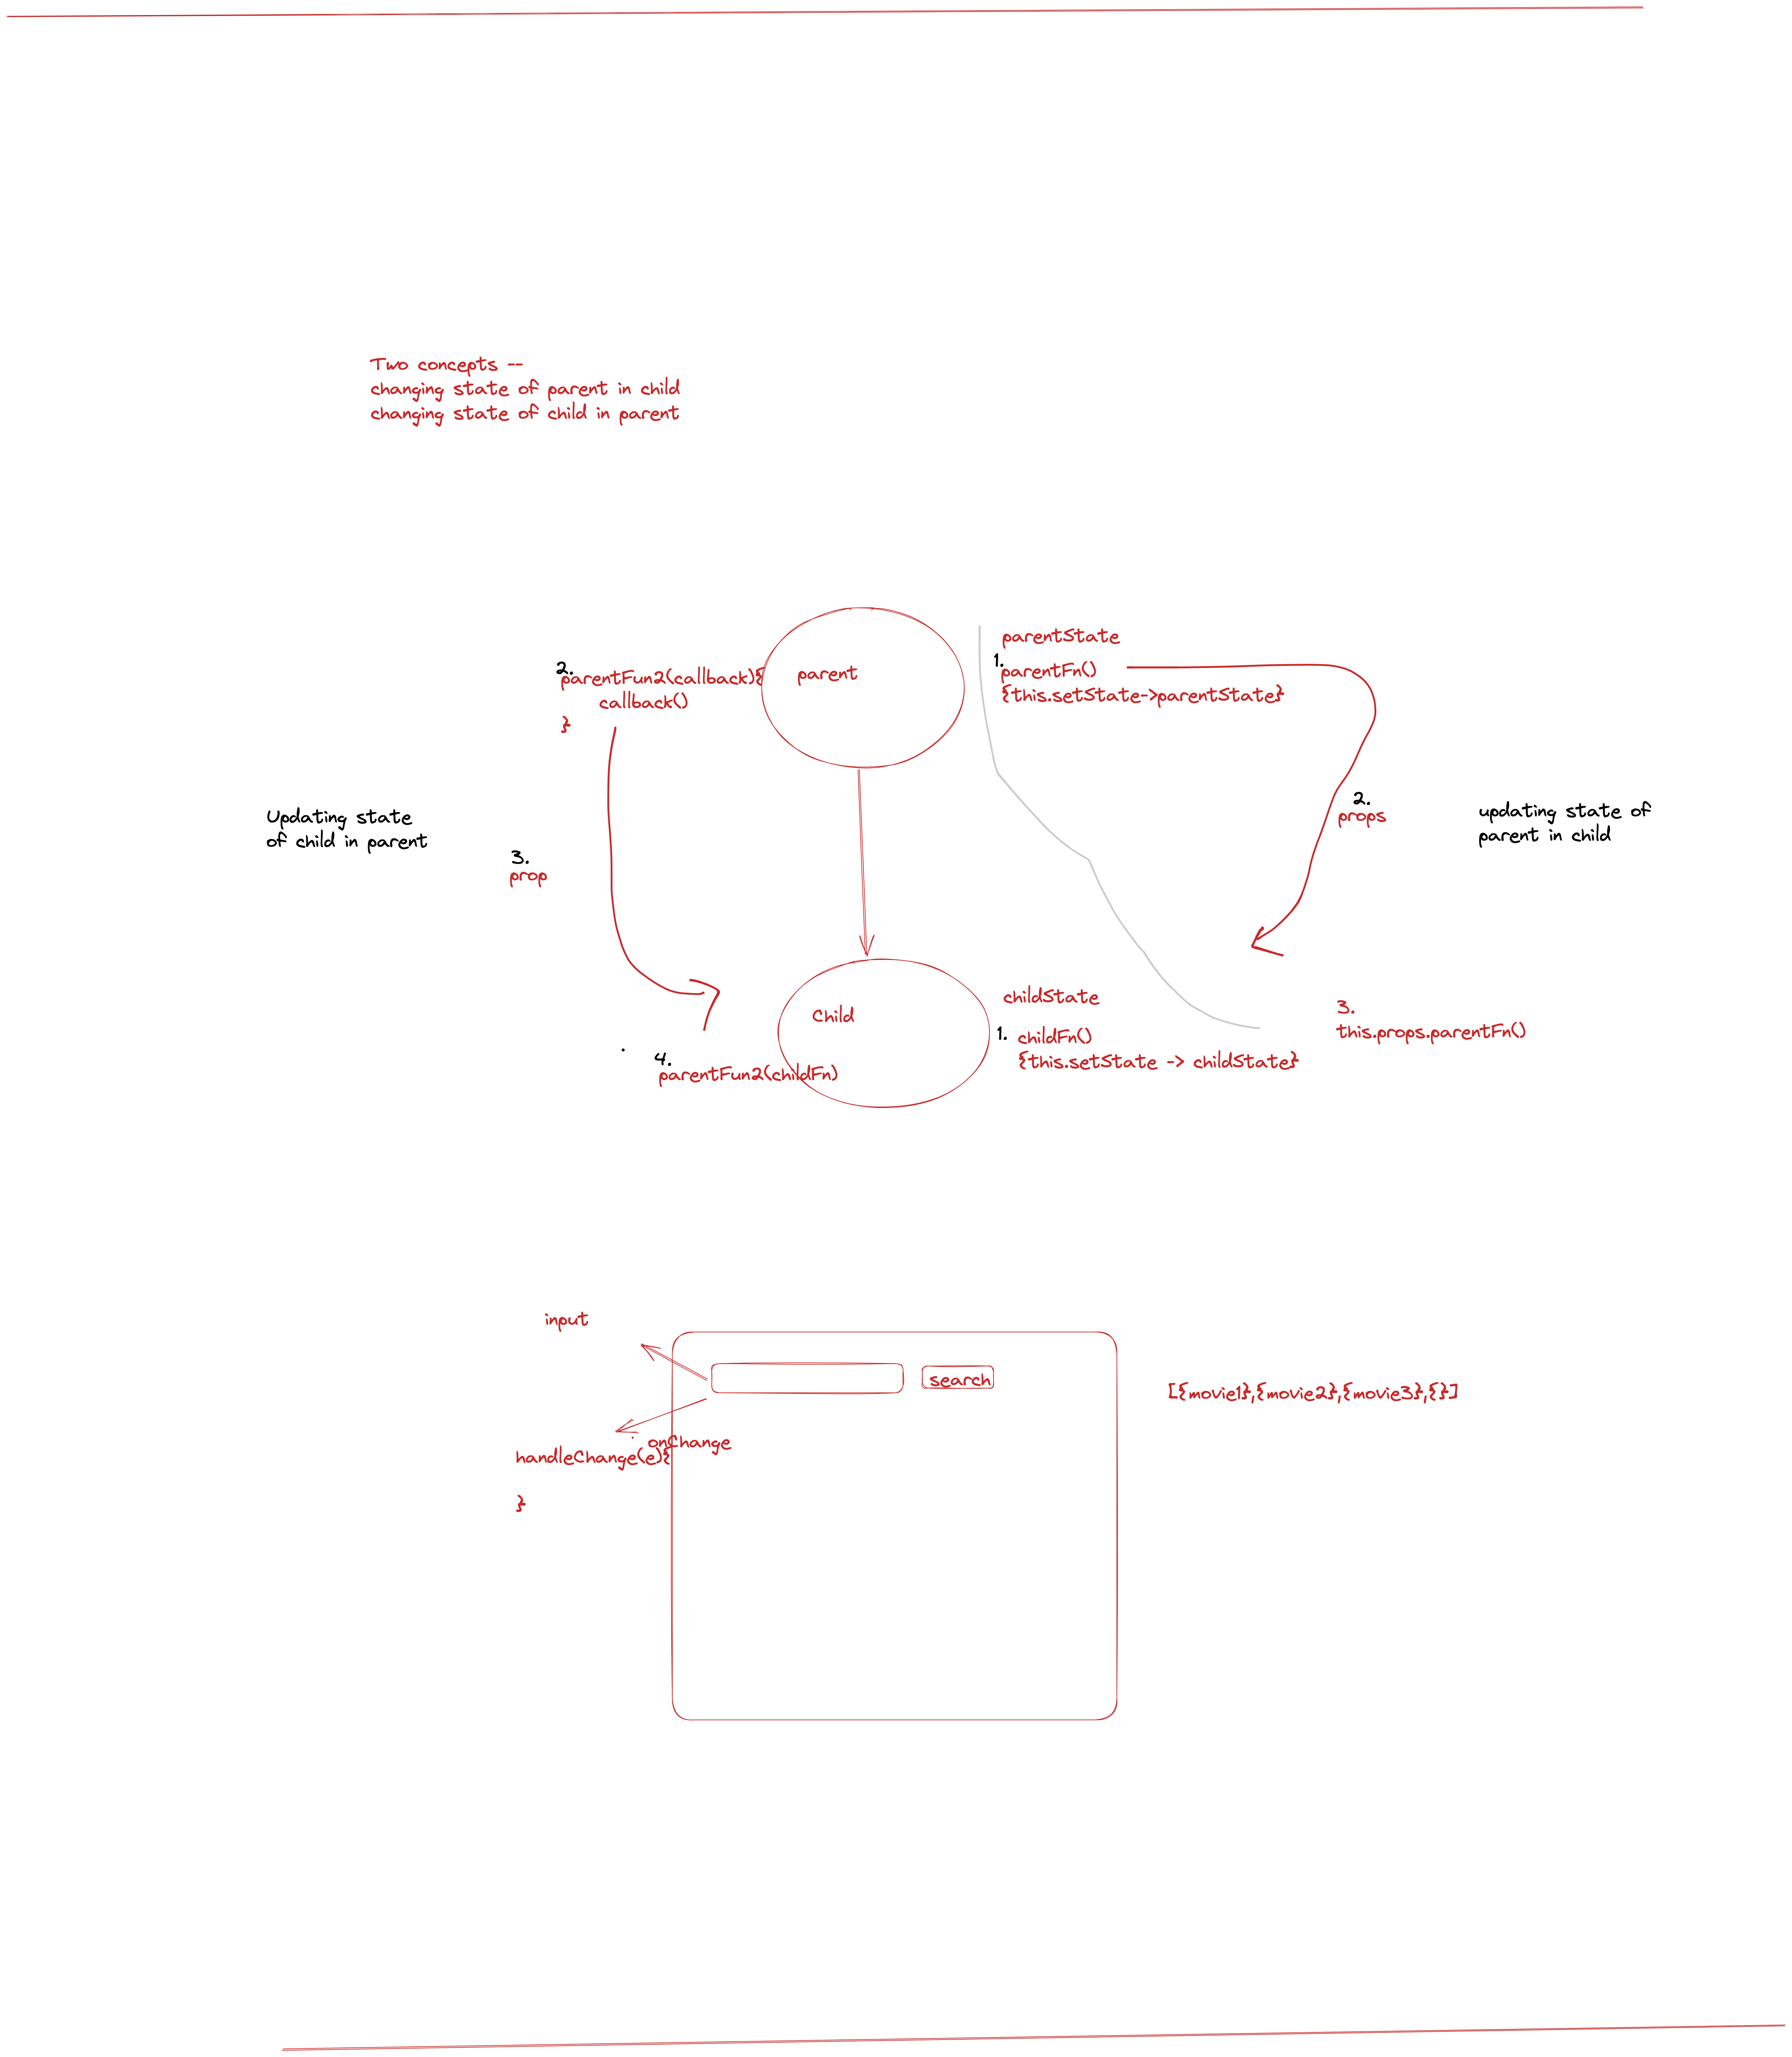 Two concepts --
changing state of parent in child
changing state of child in parent
parentState
1.
parentFn()
{this.setState->parentState}
2.
parentFun2(callback){
callback()
}
parent
2.
props
updating state of
parent in child
Updating state
of child in parent
3.
prop
childState
Child
1.
childFn()
{this.setState -> childState}
3.
this.props.parentFn()
4.
parentFun2(childFn)
input
search
[{movie1},{movie2},{movie3},{}]
onChange
handleChange(e){
}